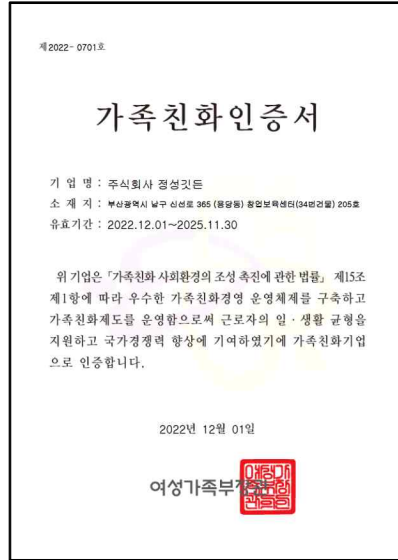 제2022- 0701호
가족친화인증서
기 업 명 : 주식회사 정성깃든
소 재 지 : 부산광역시 남구 신선로 365 (용당동) 창업보육센터(34번건물) 205호
유효기간 : 2022.12.01~2025.11.30
위 기업은 「가족친화 사회환경의 조성 촉진에 관한 법률」 제15조
제1항에 따라 우수한 가족친화경영 운영체제를 구축하고
가족친화제도를 운영함으로써 근로자의 일 · 생활 균형을
지원하고 국가경쟁력 향상에 기여하였기에 가족친화기업
으로 인증합니다.
2022년 12월 01일
여성가족부장관